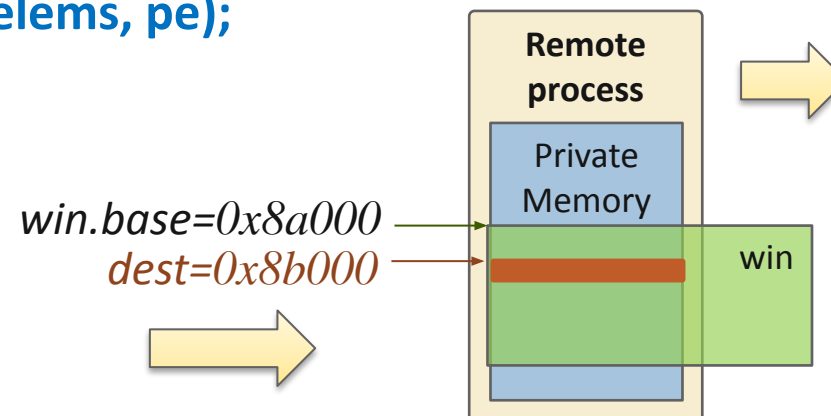 elems, pe);
Remote
process
Private
Memory
win.base=0x8a000
dest=0x8b000
win